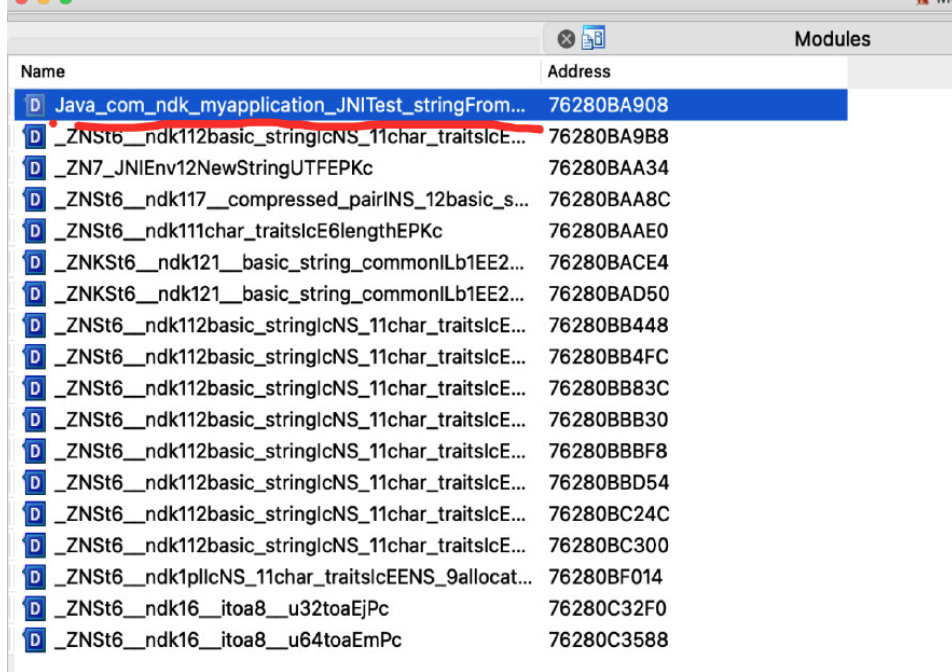 Modules
Name Address
Java_com_ndk_myapplication_JNITest_stringFrom... 76280BA908
_ZNSt6__ndk112basic_stringIcNS_11char_traitsIcE... 76280BA9B8
_ZN7_JNIEnv12NewStringUTFEPKc 76280BAA34
_ZNSt6__ndk117__compressed_pairINS_12basic_s... 76280BAA8C
_ZNSt6__ndk111char_traitsIcE6lengthEPKc 76280BAAE0
_ZNKSt6__ndk121__basic_string_commonILb1EE2... 76280BACE4
_ZNKSt6__ndk121__basic_string_commonILb1EE2... 76280BAD50
_ZNSt6__ndk112basic_stringIcNS_11char_traitsIcE... 76280BB448
_ZNSt6__ndk112basic_stringIcNS_11char_traitsIcE... 76280BB4FC
_ZNSt6__ndk112basic_stringIcNS_11char_traitsIcE... 76280BB83C
_ZNSt6__ndk112basic_stringIcNS_11char_traitsIcE... 76280BBB30
_ZNSt6__ndk112basic_stringIcNS_11char_traitsIcE... 76280BBBF8
_ZNSt6__ndk112basic_stringIcNS_11char_traitsIcE... 76280BBD54
_ZNSt6__ndk112basic_stringIcNS_11char_traitsIcE... 76280BC24C
_ZNSt6__ndk112basic_stringIcNS_11char_traitsIcE... 76280BC300
_ZNSt6__ndk1plIcNS_11char_traitsIcEENS_9allocat... 76280BF014
_ZNSt6__ndk16__itoa8__u32toaEjPc 76280C32F0
_ZNSt6__ndk16__itoa8__u64toaEmPc 76280C3588